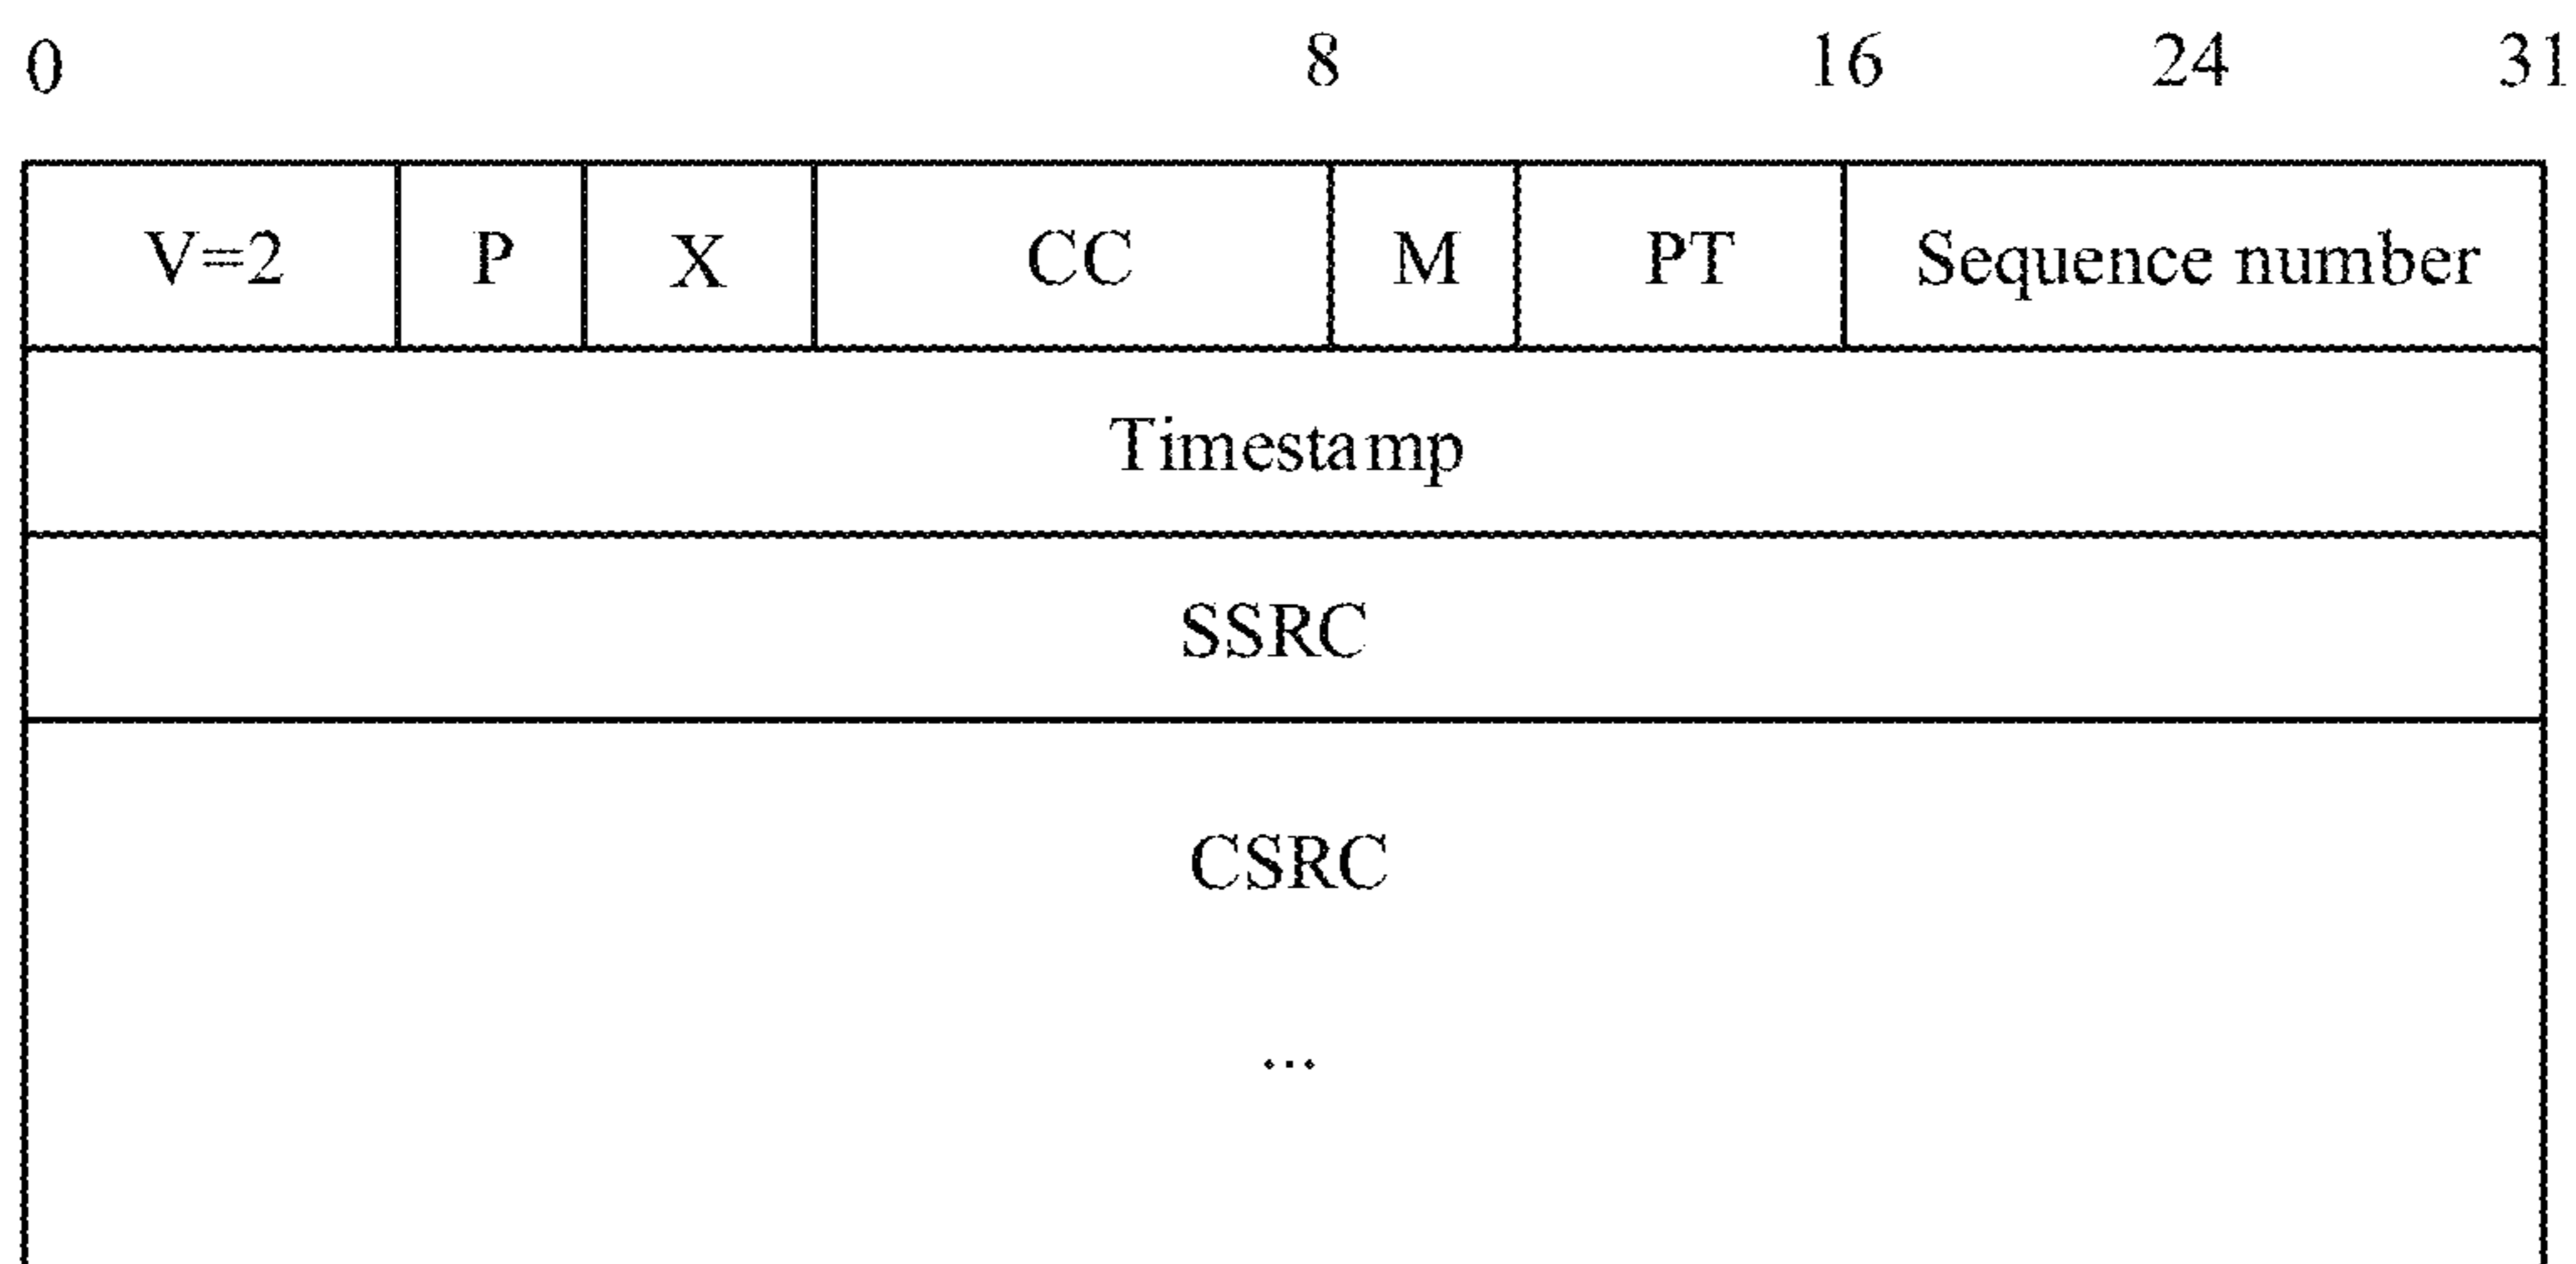 0 8 16 24 31
V=2 P X CC M PT Sequence number
Timestamp
SSRC
CSRC
...